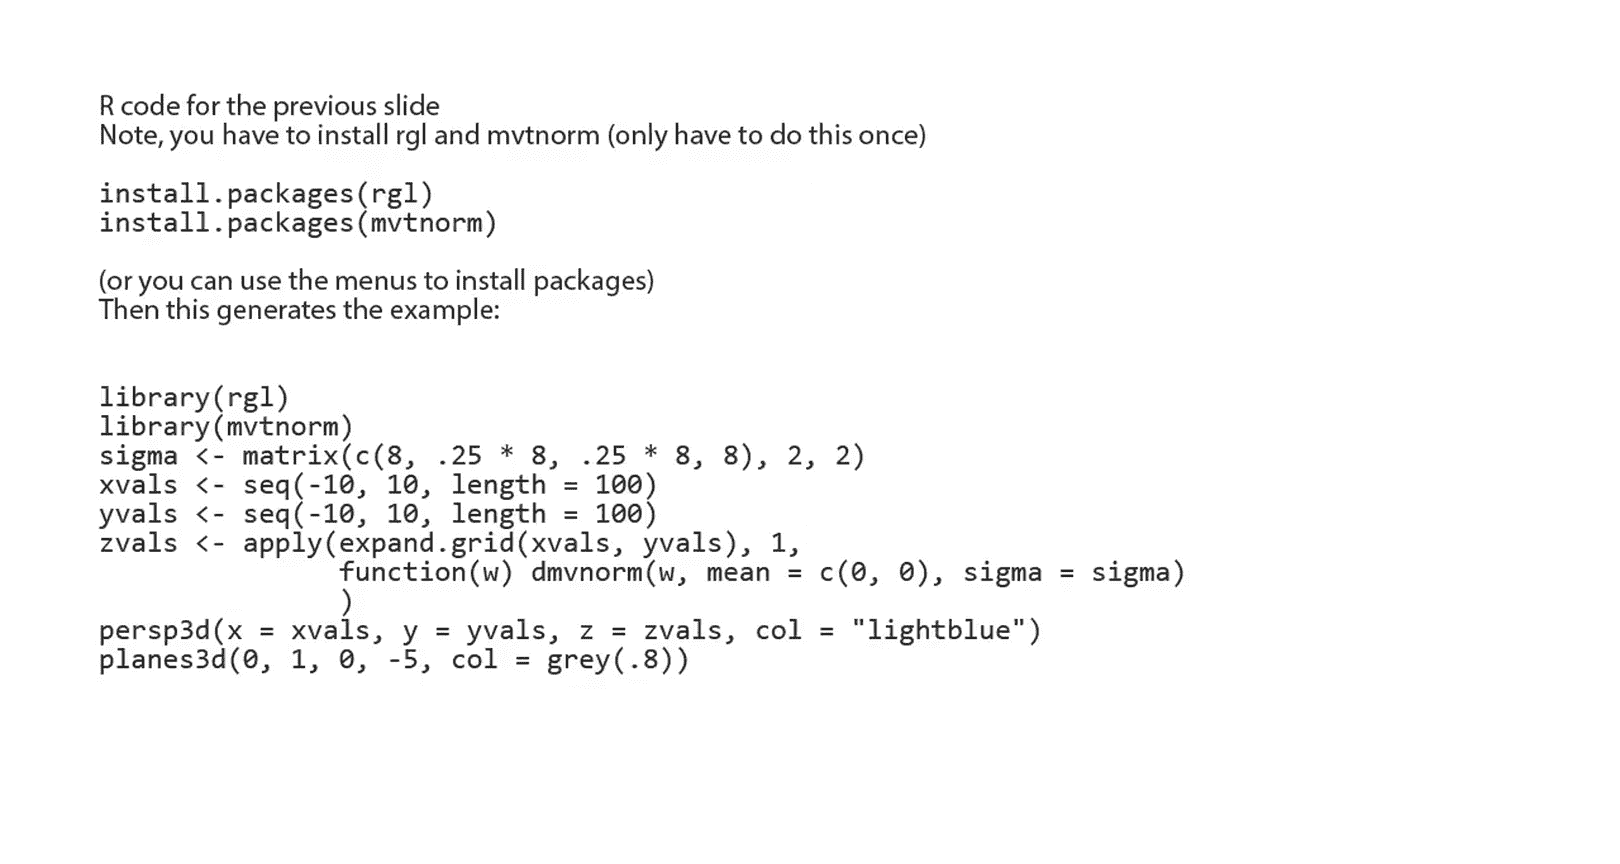 R code for the previous slide
Note, you have to install rgl and mvtnorm (only have to do this once)
install.packages(rgl)
install.packages(mvtnorm)
(or you can use the menus to install packages)
Then this generates the example:
library(rgl)
library(mvtnorm)
sigma <- matrix(c(8, .25 * 8, .25 * 8, 8), 2, 2)
xvals <- seq(-10, 10, length = 100)
yvals <- seq(-10, 10, length = 100)
zvals <- apply(expand.grid(xvals, yvals), 1,
function(w) dmvnorm(w, mean = c(0, 0), sigma = sigma)
)
persp3d(x = xvals, y = yvals, z = zvals, col = "lightblue")
planes3d(0, 1, 0, -5, col = grey(.8))